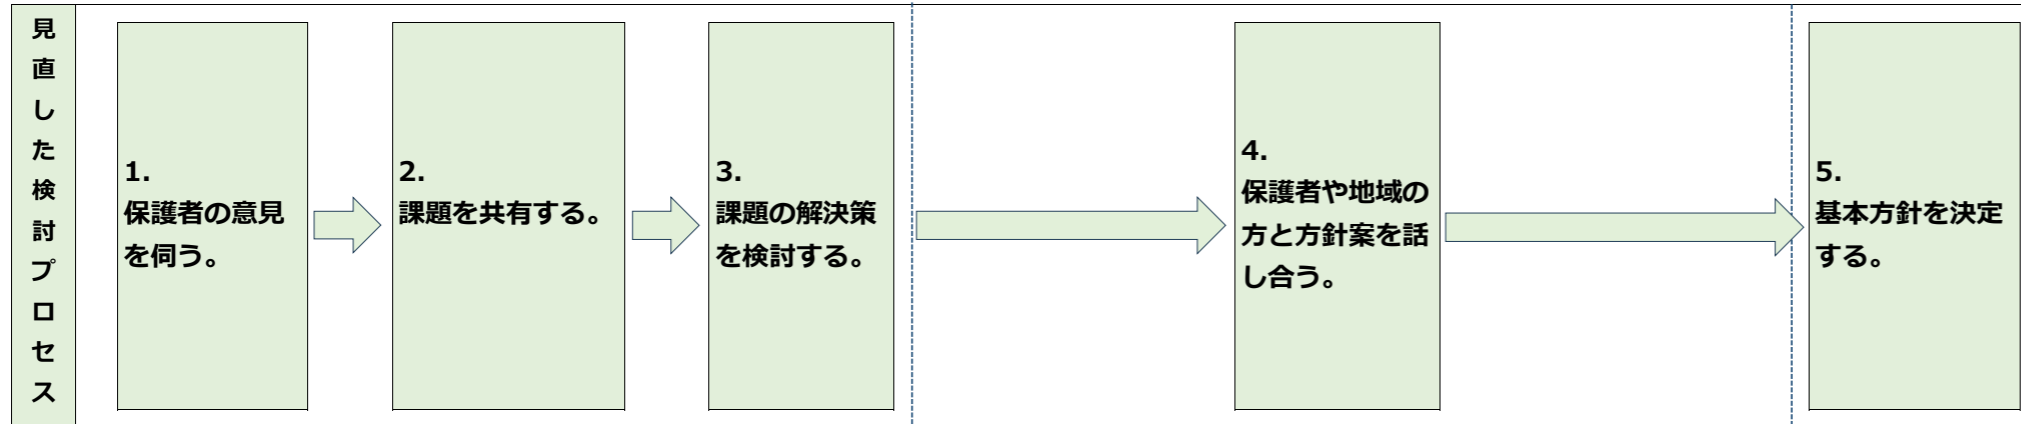 見直した検討プロセス
1.
保護者の意見
を伺う。
2.
課題を共有する。
3.
課題の解決策
を検討する。
4.
保護者や地域の
方と方針案を話
し合う。
5.
基本方針を決定
する。